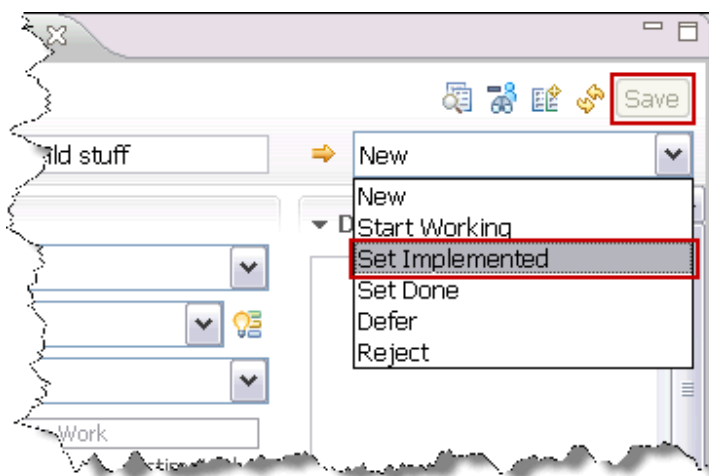 Save
ild stuff
New
New
Start Working
D
Set Implemented
Set Done
Defer
Reject
Work